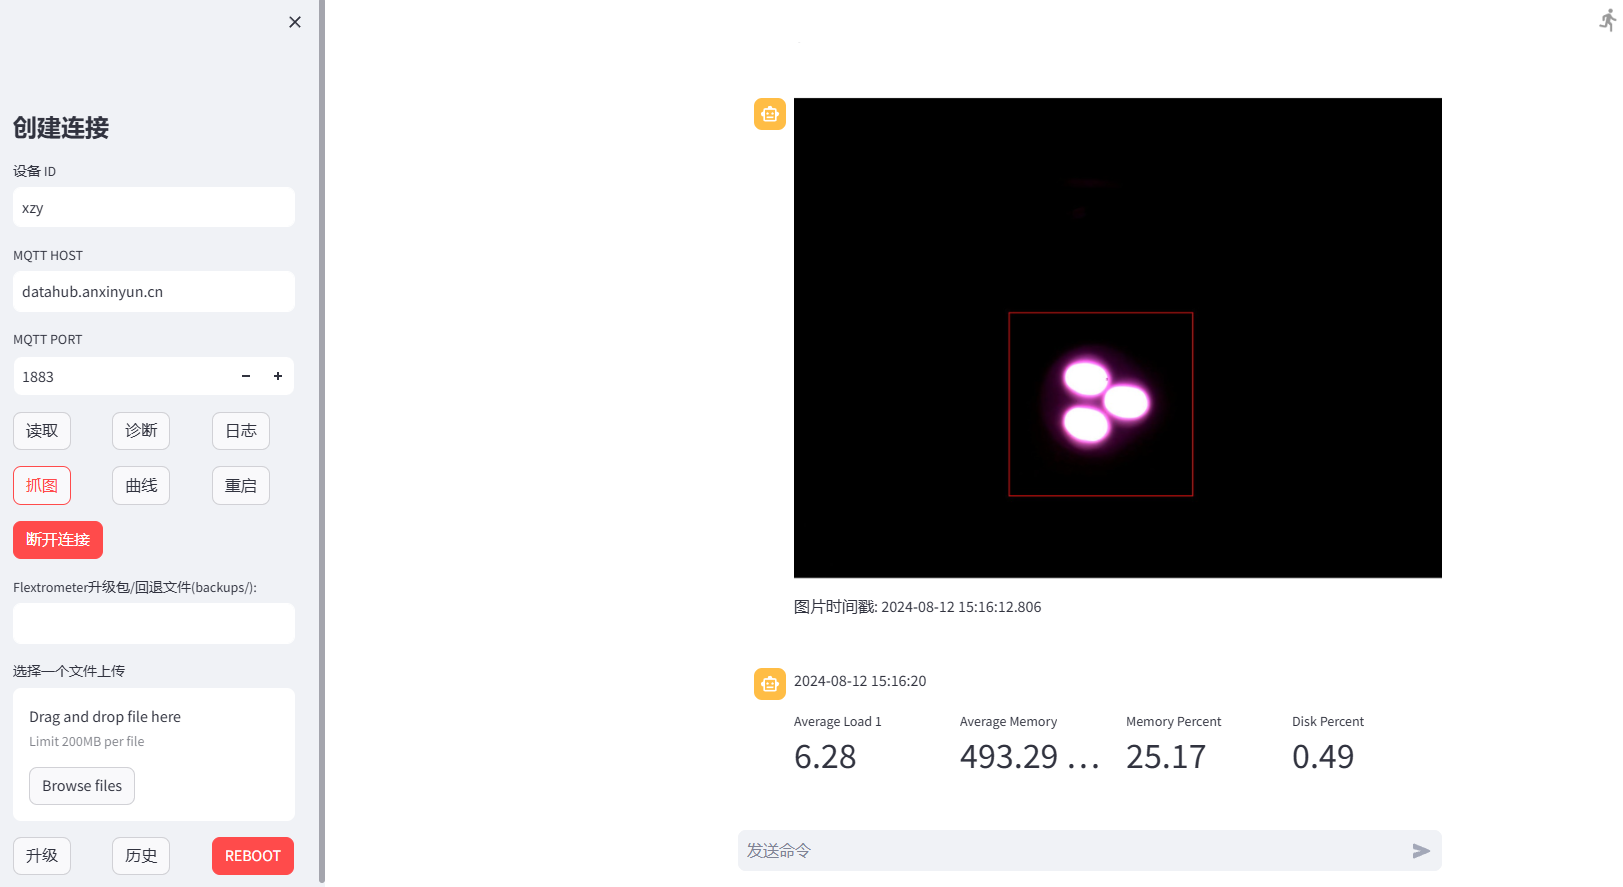 创建连接
设备 ID
xzy
MQTT HOST
datahub.anxinyun.cn
MQTT PORT
1883
读取 诊断 日志
抓图 曲线 重启
断开连接
Flextrometer升级包/回退文件(backups/):
选择一个文件上传
Drag and drop file here
Limit 200MB per file
Browse files
升级 历史 REBOOT
图片时间戳: 2024-08-12 15:16:12.806
2024-08-12 15:16:20
Average Load 1 Average Memory Memory Percent Disk Percent
6.28 493.29 … 25.17 0.49
发送命令